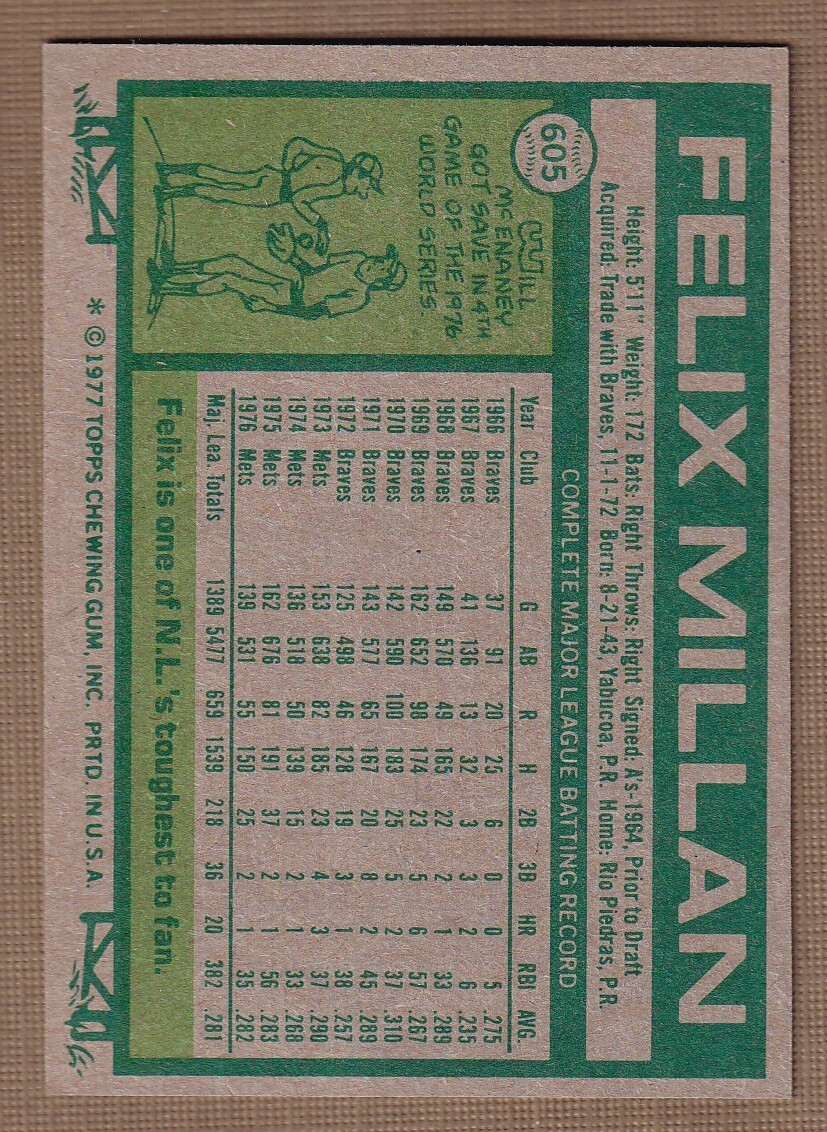 FELIX MILLAN
Height: 5'11" Weight: 172 Bats: Right Throws: Right Signed: A's-1964, Prior to Draft
Acquired: Trade with Braves, 11-1-72 Born: 8-21-43, Yabucoa, P.R. Home: Rio Piedras, P.R.
605
WILL
McENANEY
GOT SAVE IN 4TH
GAME OF THE 1976
WORLD SERIES.
COMPLETE MAJOR LEAGUE BATTING RECORD
Year Club G AB R H 2B 3B HR RBI AVG.
1966 Braves 37 91 20 25 6 0 0 5 .275
1967 Braves 41 136 13 32 3 3 2 6 .235
1968 Braves 149 570 49 165 22 2 1 33 .289
1969 Braves 162 652 98 174 23 5 6 57 .267
1970 Braves 142 590 100 183 25 5 2 37 .310
1971 Braves 143 577 65 167 20 8 2 45 .289
1972 Braves 125 498 46 128 19 3 1 38 .257
1973 Mets 153 638 82 185 23 4 3 37 .290
1974 Mets 136 518 50 139 15 2 1 33 .268
1975 Mets 162 676 81 191 37 2 1 56 .283
1976 Mets 139 531 55 150 25 2 1 35 .282
Maj. Lea. Totals 1389 5477 659 1539 218 36 20 382 .281
Felix is one of N.L.'s toughest to fan.
* © 1977 TOPPS CHEWING GUM, INC. PRTD. IN U.S.A.